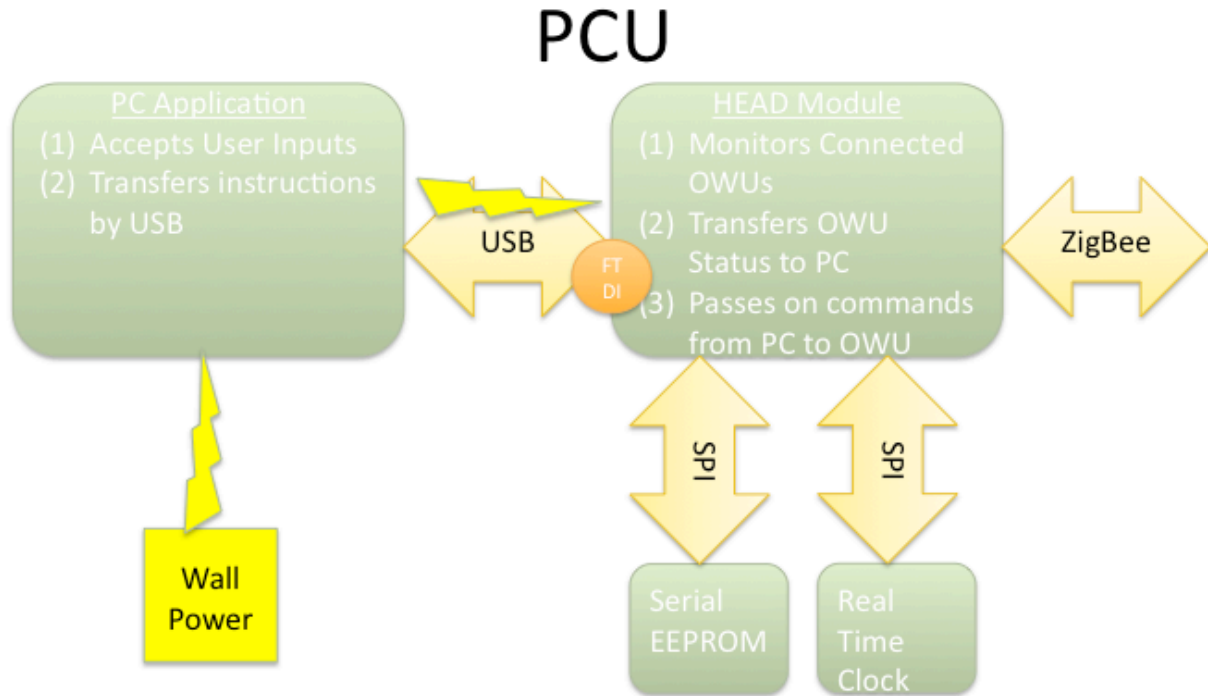 PCU
PC Application
(1) Accepts User Inputs
(2) Transfers instructions
by USB
USB
FT
DI
HEAD Module
(1) Monitors Connected
OWUs
(2) Transfers OWU
Status to PC
(3) Passes on commands
from PC to OWU
ZigBee
SPI
SPI
Wall
Power
Serial
EEPROM
Real
Time
Clock